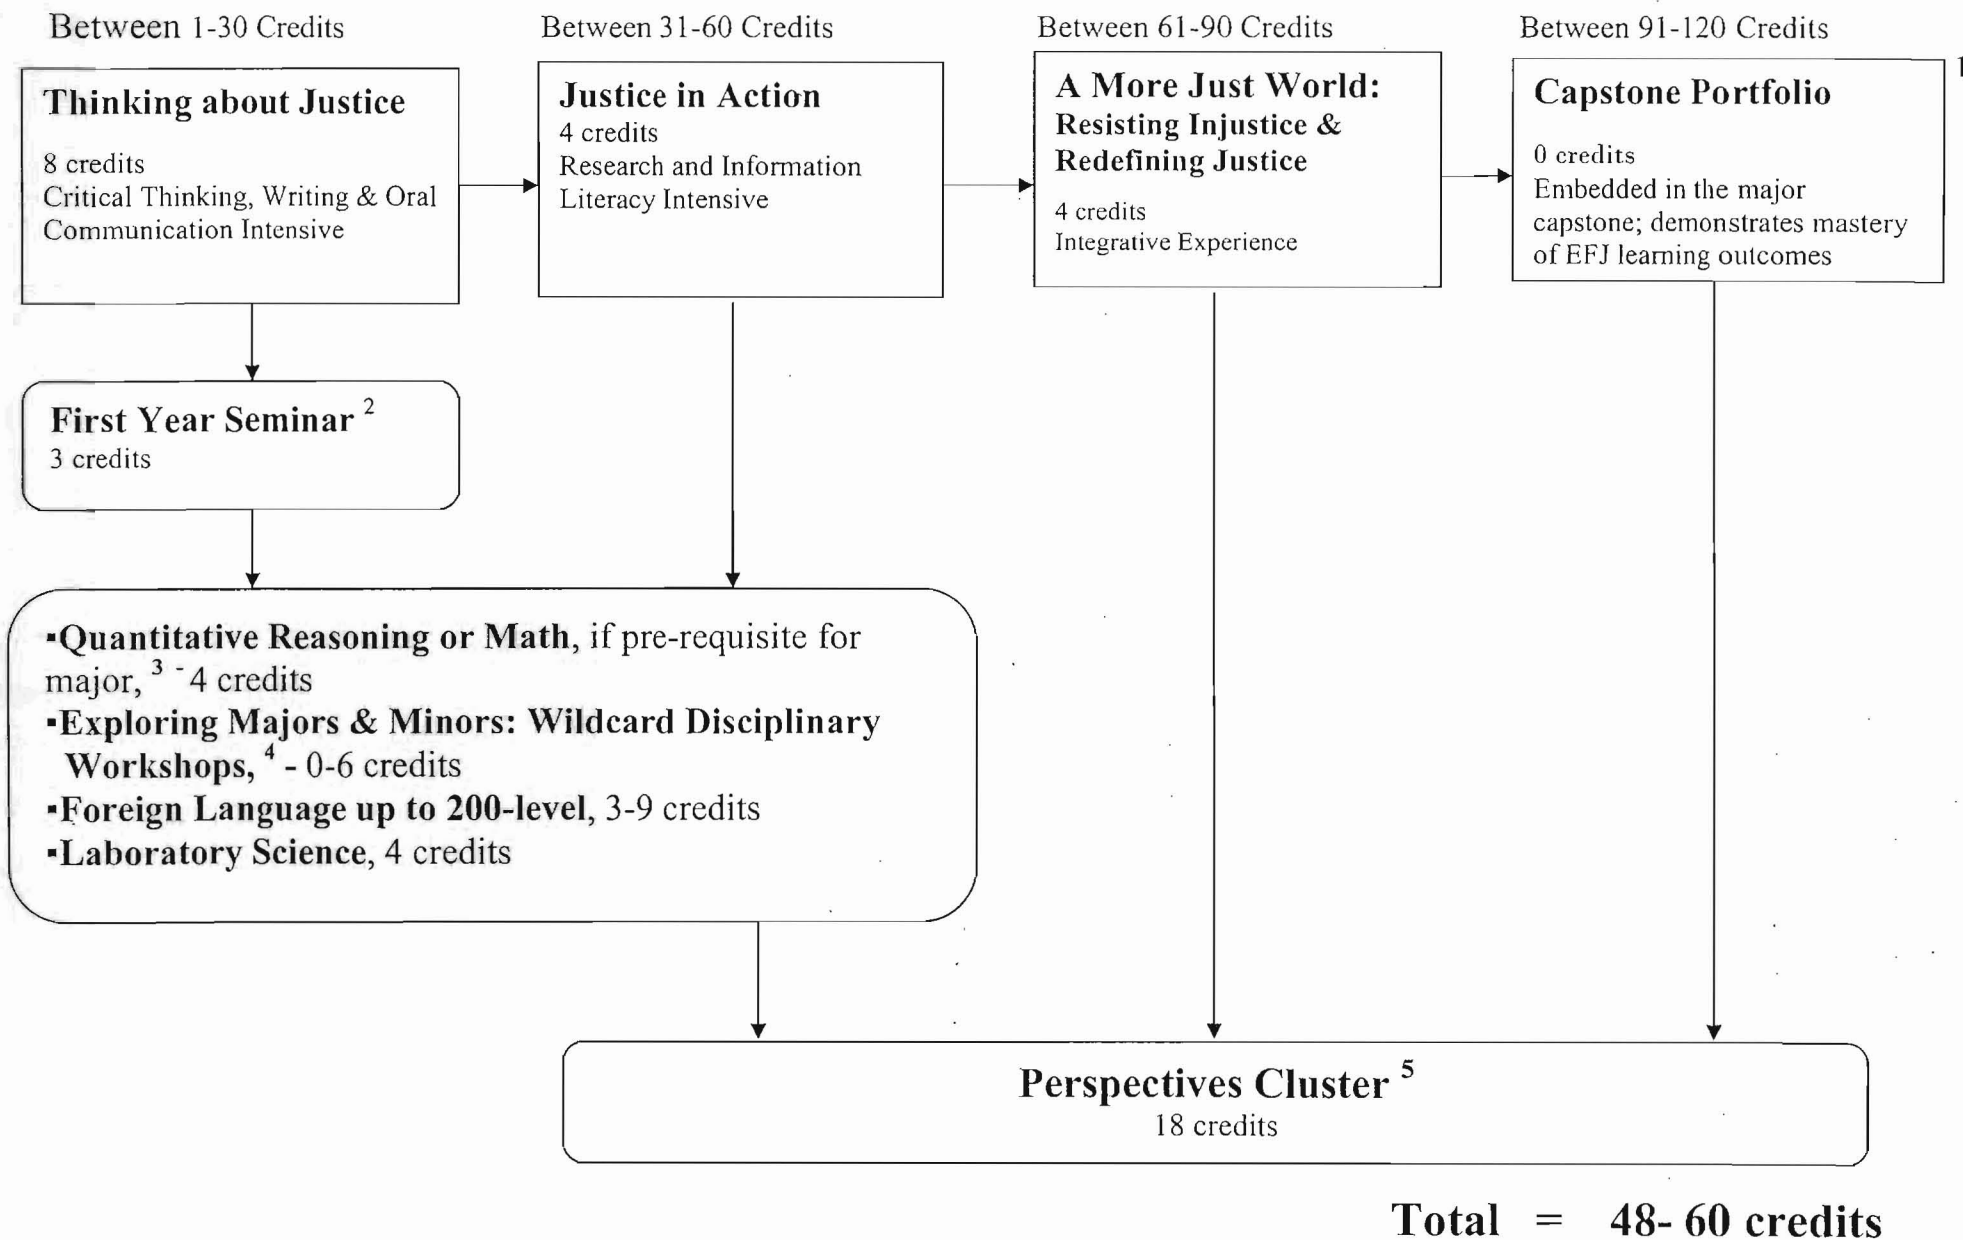 Between 1-30 Credits
Between 31-60 Credits
Between 61-90 Credits
Between 91-120 Credits
Thinking about Justice
8 credits
Critical Thinking, Writing & Oral
Communication Intensive
Justice in Action
4 credits
Research and Information
Literacy Intensive
A More Just World:
Resisting Injustice &
Redefining Justice
4 credits
Integrative Experience
1
Capstone Portfolio
0 credits
Embedded in the major
capstone; demonstrates mastery
of EFJ learning outcomes
First Year Seminar 2
3 credits
▪Quantitative Reasoning or Math, if pre-requisite for
major, 3 - 4 credits
▪Exploring Majors & Minors: Wildcard Disciplinary
Workshops, 4 - 0-6 credits
▪Foreign Language up to 200-level, 3-9 credits
▪Laboratory Science, 4 credits
Perspectives Cluster 5
18 credits
Total = 48- 60 credits